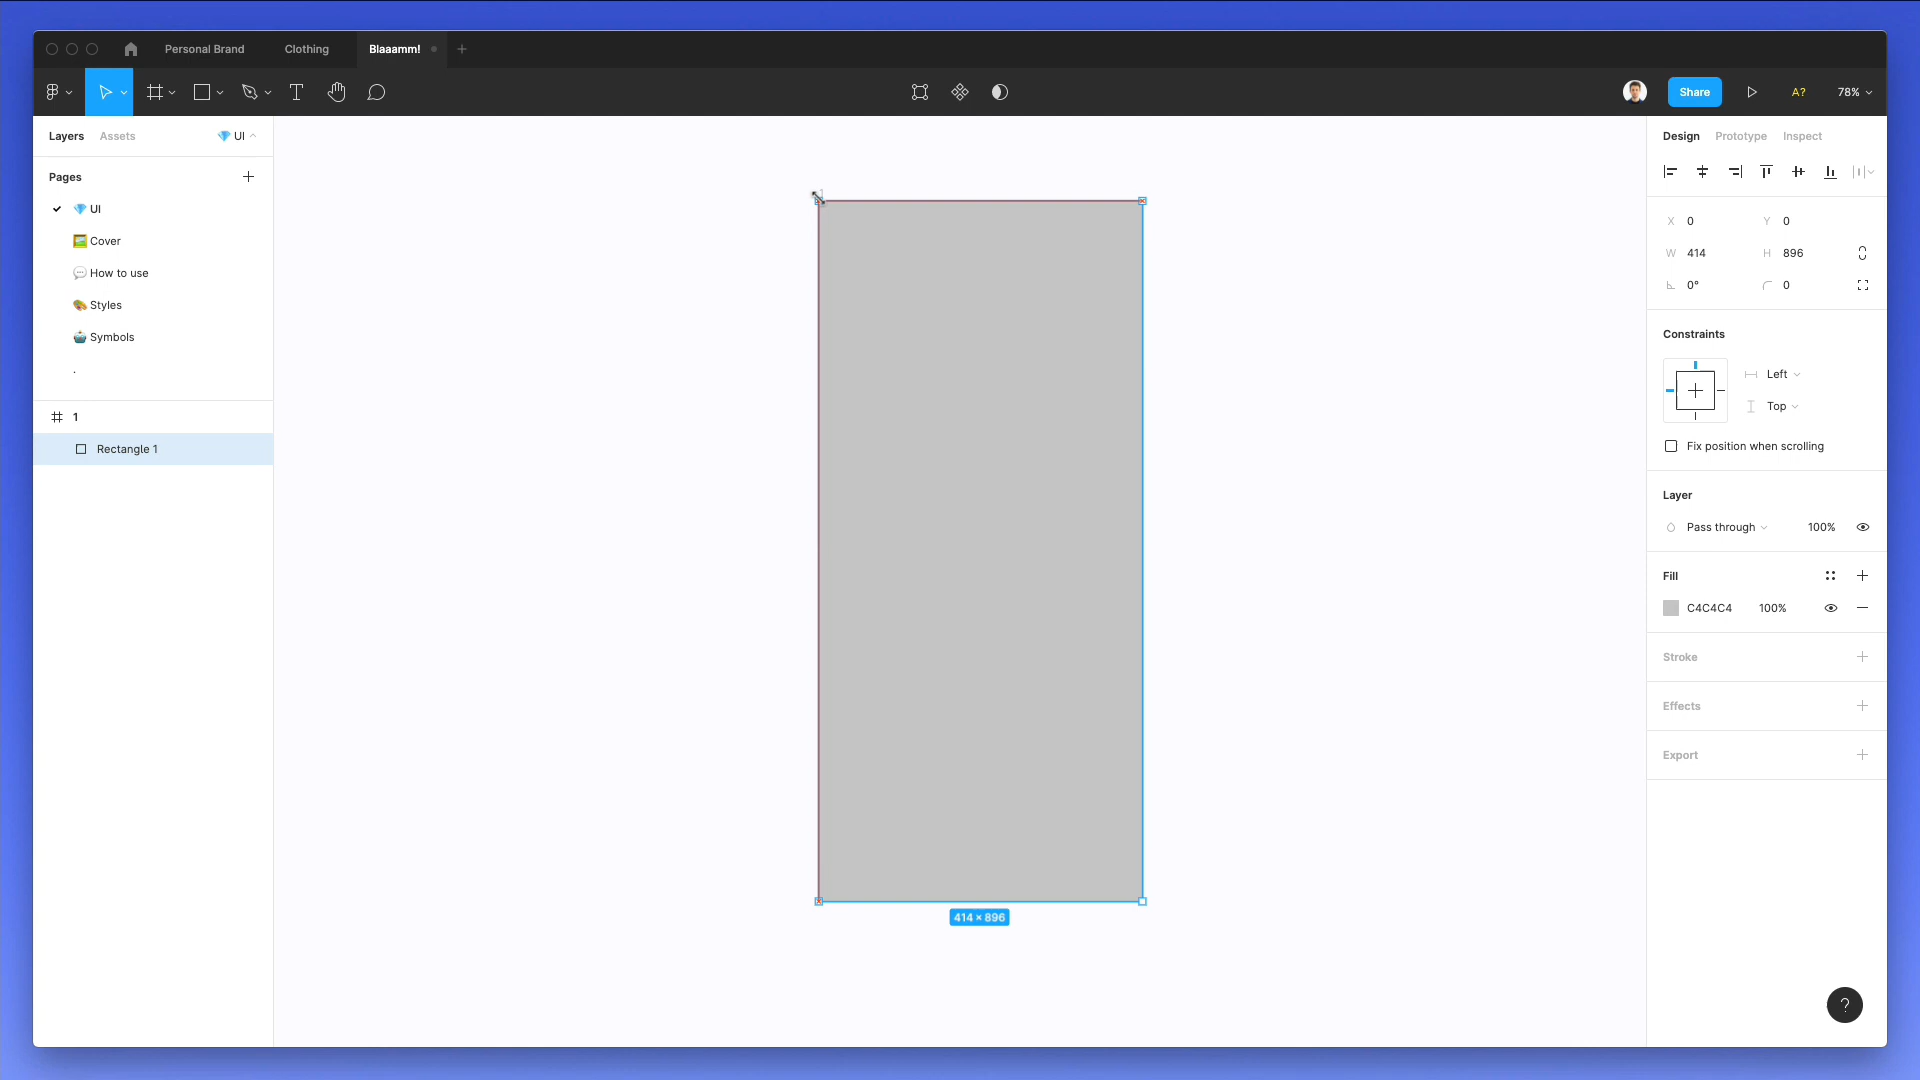 Personal Brand
Clothing
Blaaamm!
Share
A?
78%
Layers
Assets
UI
Pages
UI
Cover
How to use
Styles
Symbols
.
1
Rectangle 1
414 × 896
Design
Prototype
Inspect
X 0 Y 0
W 414 H 896
0° 0
Constraints
Left
Top
Fix position when scrolling
Layer
Pass through 100%
Fill
C4C4C4 100%
Stroke
Effects
Export
?